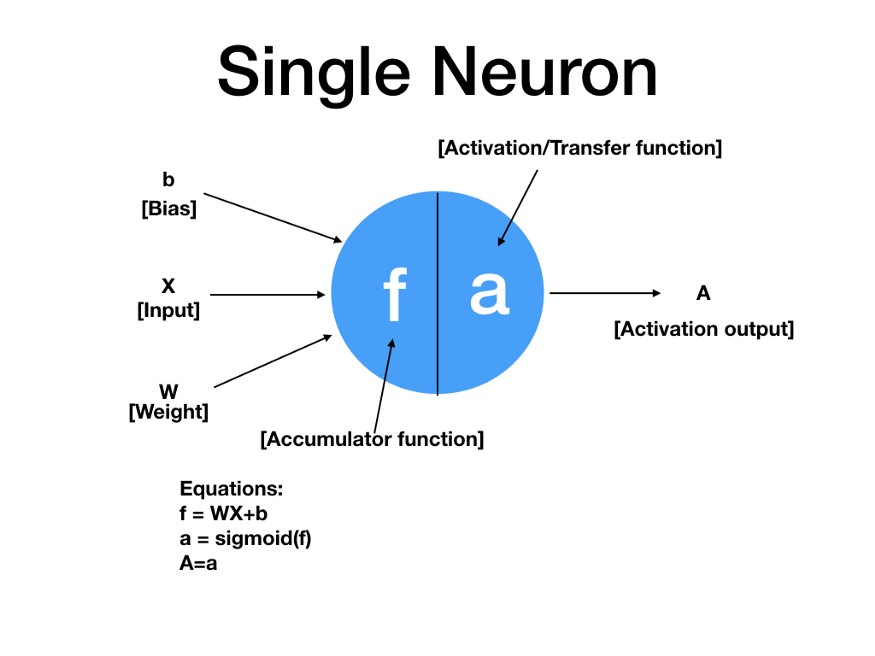 Single Neuron
[Activation/Transfer function]
b
[Bias]
f
a
X
[Input]
A
[Activation output]
W
[Weight]
[Accumulator function]
Equations:
f = WX+b
a = sigmoid(f)
A=a